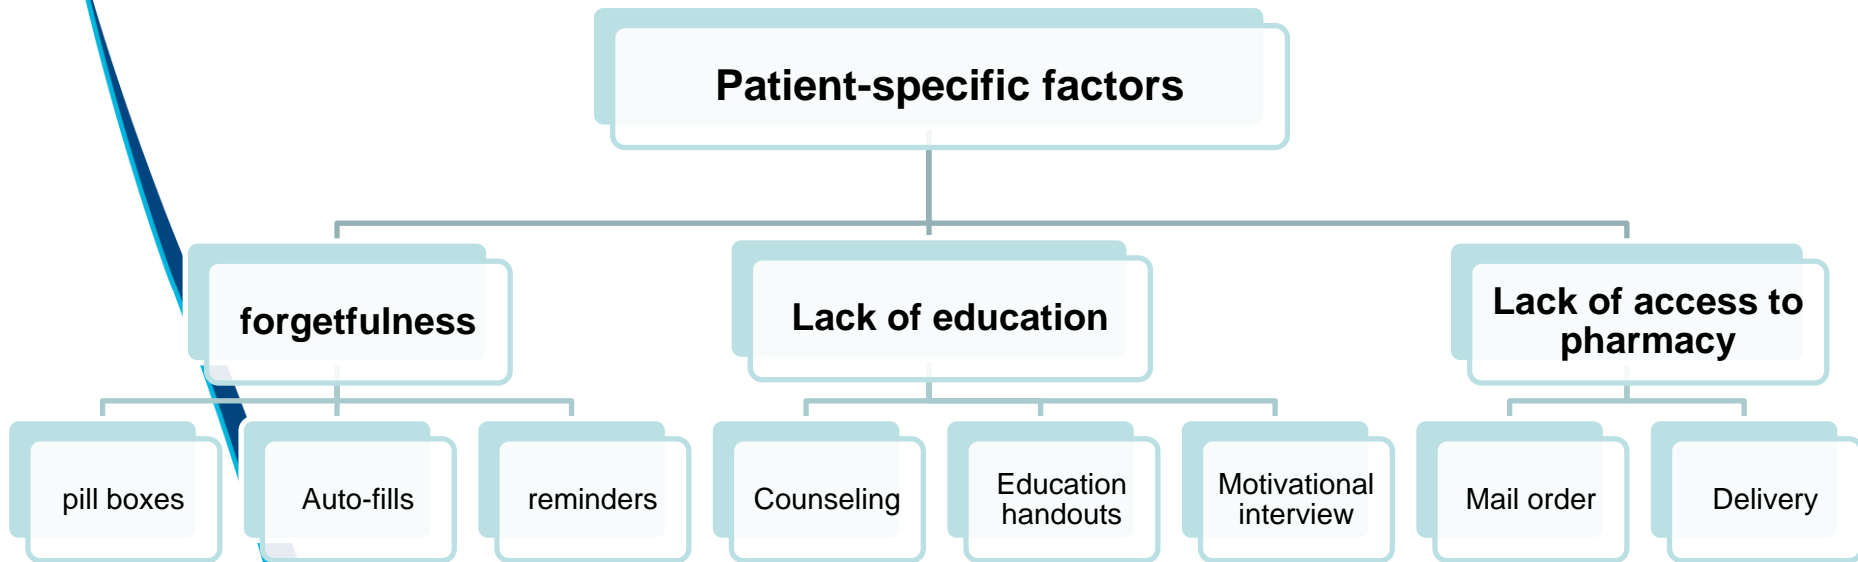 Patient-specific factors
forgetfulness
Lack of education
Lack of access to
pharmacy
pill boxes
Auto-fills
reminders
Counseling
Education
handouts
Motivational
interview
Mail order
Delivery